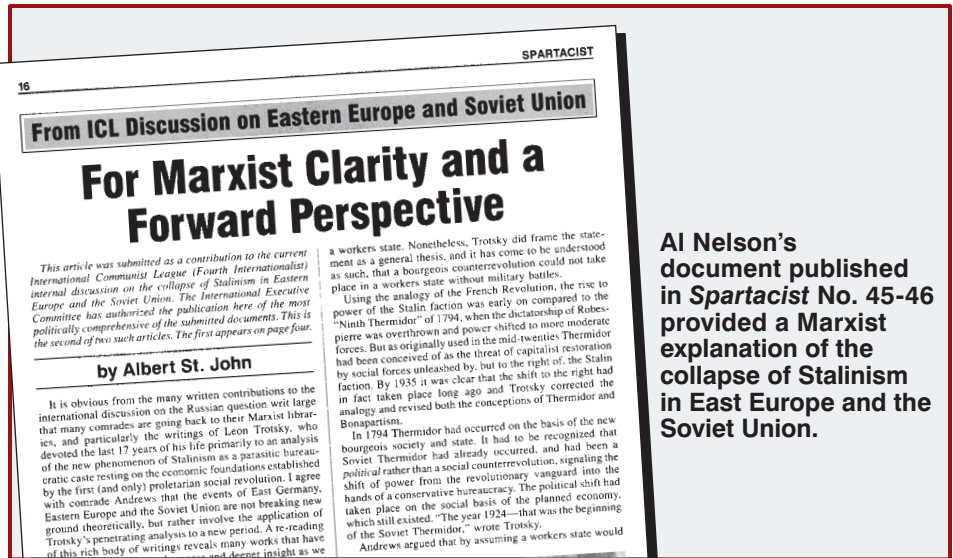 16
SPARTACIST
From ICL Discussion on Eastern Europe and Soviet Union
For Marxist Clarity and a
Forward Perspective
This article was submitted as a contribution to the current
International Communist League (Fourth Internationalist)
internal discussion on the collapse of Stalinism in Eastern
Europe and the Soviet Union. The International Executive
Committee has authorized the publication here of the most
politically comprehensive of the submitted documents. This is
the second of two such articles. The first appears on page four.
by Albert St. John
It is obvious from the many written contributions to the
international discussion on the Russian question writ large
that many comrades are going back to their Marxist librar-
ies, and particularly the writings of Leon Trotsky, who
devoted the last 17 years of his life primarily to an analysis
of the new phenomenon of Stalinism as a parasitic bureau-
cratic caste resting on the economic foundations established
by the first (and only) proletarian social revolution. I agree
with comrade Andrews that the events of East Germany,
Eastern Europe and the Soviet Union are not breaking new
ground theoretically, but rather involve the application of
Trotsky's penetrating analysis to a new period. A re-reading
of this rich body of writings reveals many works that have
and deeper insight as we
a workers state. Nonetheless, Trotsky did frame the state-
ment as a general thesis, and it has come to be understood
as such, that a bourgeois counterrevolution could not take
place in a workers state without military battles.
Using the analogy of the French Revolution, the rise to
power of the Stalin faction was early on compared to the
"Ninth Thermidor" of 1794, when the dictatorship of Robes-
pierre was overthrown and power shifted to more moderate
forces. But as originally used in the mid-twenties Thermidor
had been conceived of as the threat of capitalist restoration
by social forces unleashed by, but to the right of, the Stalin
faction. By 1935 it was clear that the shift to the right had
in fact taken place long ago and Trotsky corrected the
analogy and revised both the conceptions of Thermidor and
Bonapartism.
In 1794 Thermidor had occurred on the basis of the new
bourgeois society and state. It had to be recognized that
Soviet Thermidor had already occurred, and had been a
political rather than a social counterrevolution, signaling the
shift of power from the revolutionary vanguard into the
hands of a conservative bureaucracy. The political shift had
taken place on the social basis of the planned economy,
which still existed. "The year 1924—that was the beginning
of the Soviet Thermidor," wrote Trotsky.
Andrews argued that by assuming a workers state would
Al Nelson's
document published
in Spartacist No. 45-46
provided a Marxist
explanation of the
collapse of Stalinism
in East Europe and the
Soviet Union.